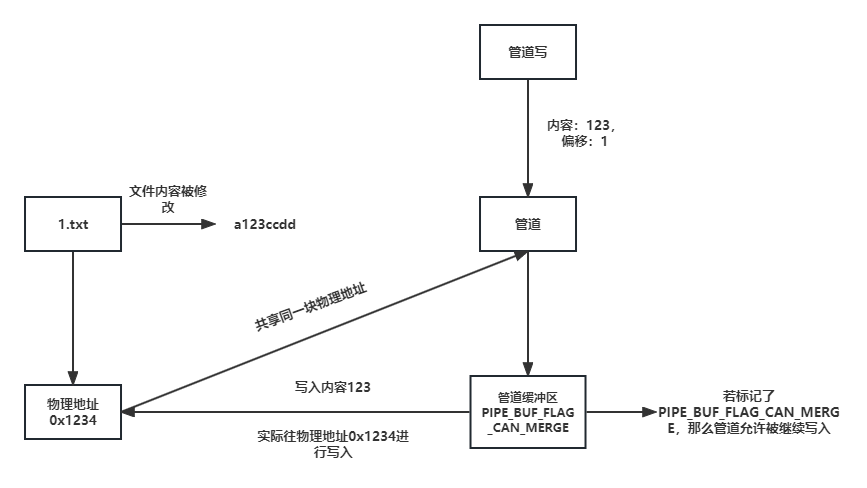 管道写
内容：123，
偏移：1
文件内容被修
改
1.txt
a123ccdd
管道
共享同一块物理地址
物理地址
0x1234
写入内容123
实际往物理地址0x1234进
行写入
管道缓冲区
PIPE_BUF_FLAG
_CAN_MERGE
若标记了
PIPE_BUF_FLAG_CAN_MERG
E，那么管道允许被继续写入